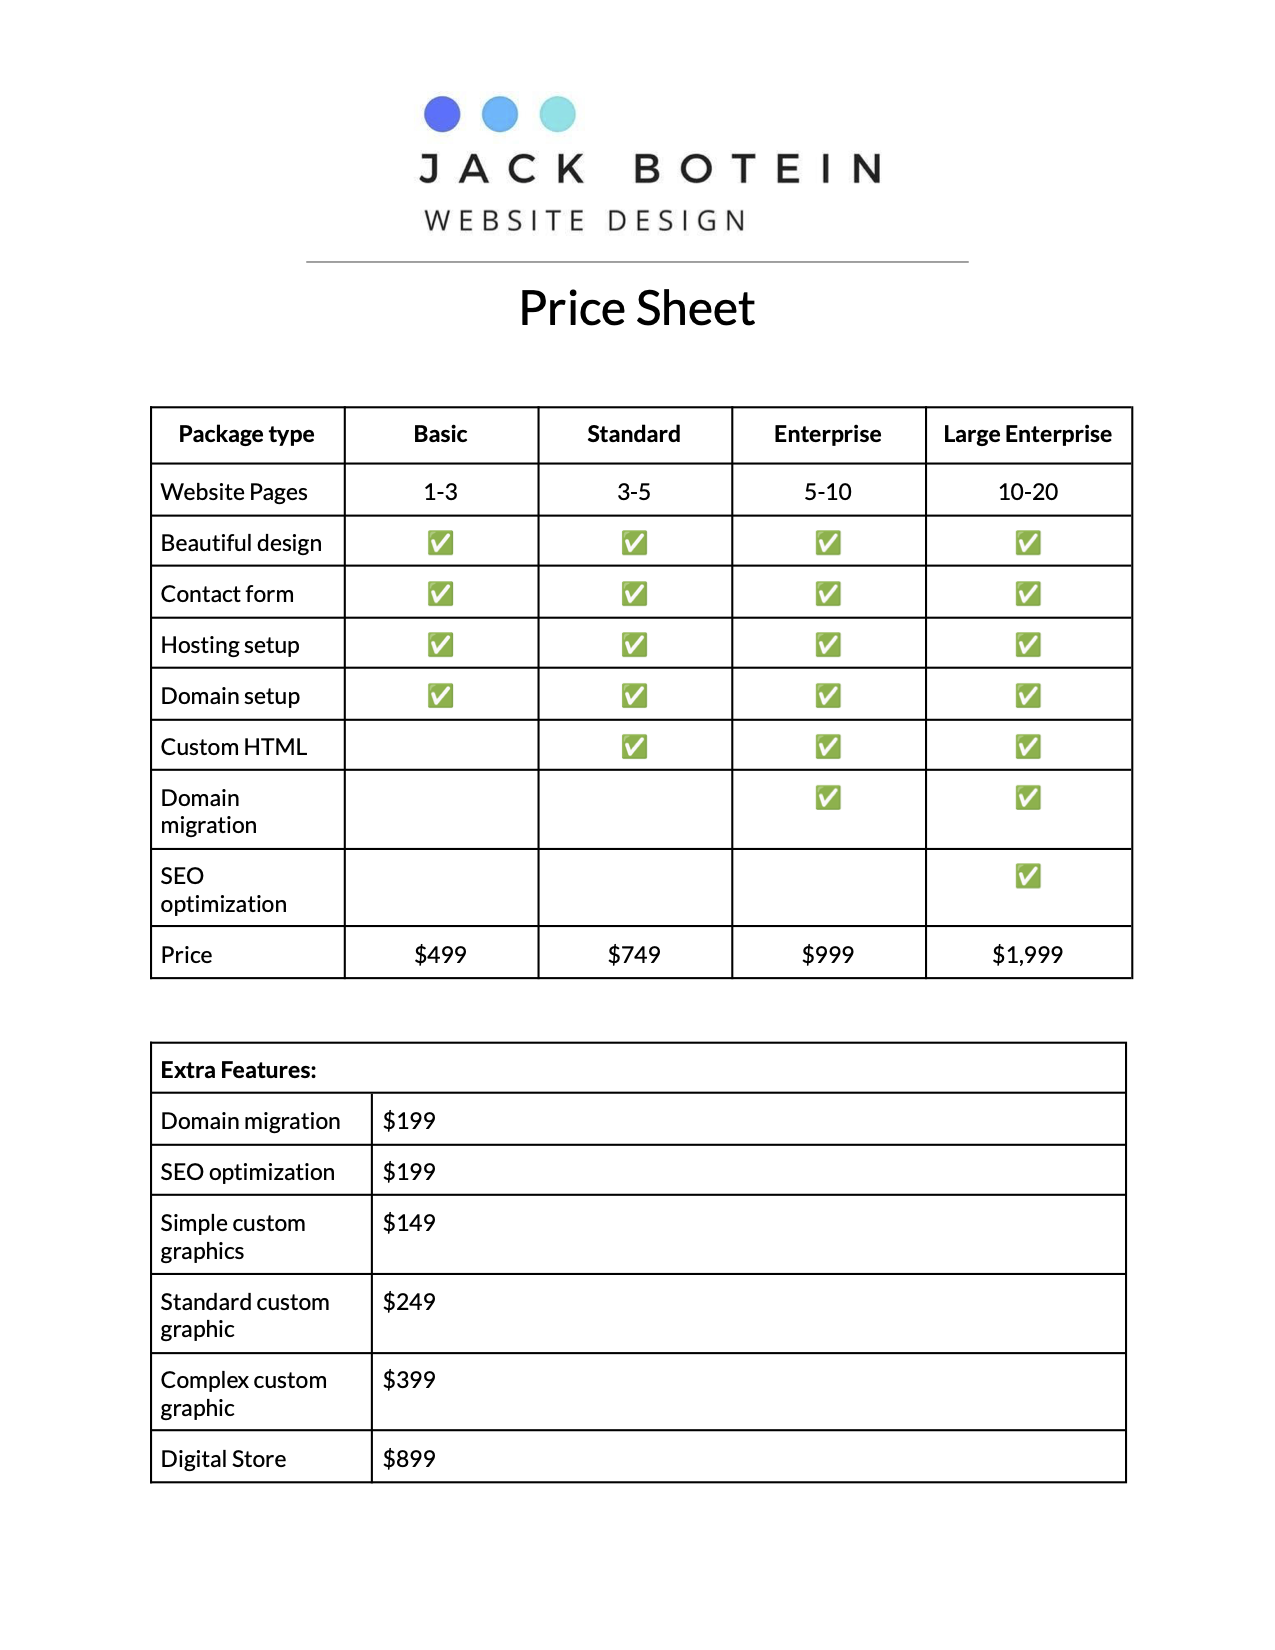 JACK BOTEIN
WEBSITE DESIGN
Price Sheet
Package type Basic Standard Enterprise Large Enterprise
Website Pages 1-3 3-5 5-10 10-20
Beautiful design ✅ ✅ ✅ ✅
Contact form ✅ ✅ ✅ ✅
Hosting setup ✅ ✅ ✅ ✅
Domain setup ✅ ✅ ✅ ✅
Custom HTML ✅ ✅ ✅
Domain ✅ ✅
migration
SEO ✅
optimization
Price $499 $749 $999 $1,999
Extra Features:
Domain migration $199
SEO optimization $199
Simple custom $149
graphics
Standard custom $249
graphic
Complex custom $399
graphic
Digital Store $899